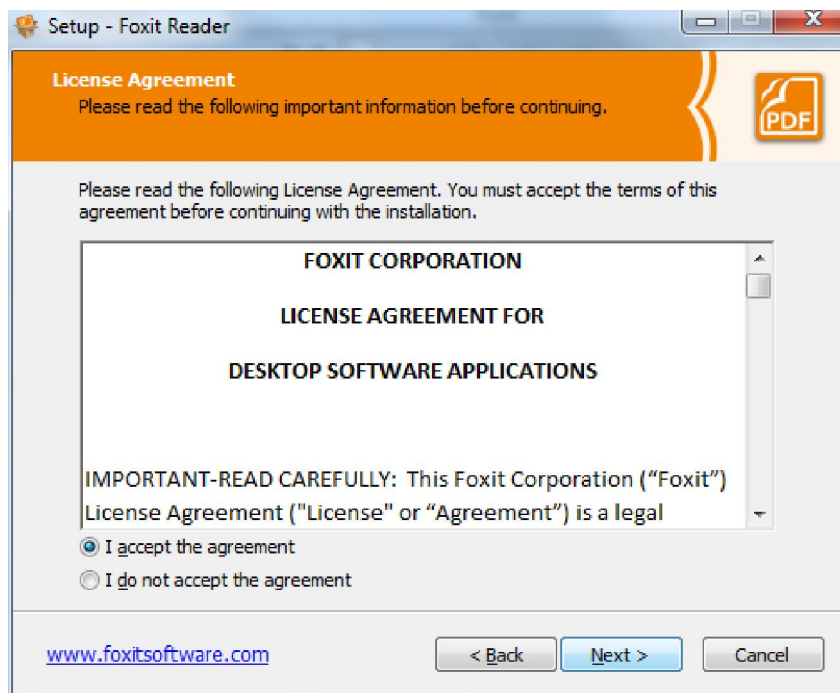 Setup - Foxit Reader
License Agreement
Please read the following important information before continuing.
PDF
Please read the following License Agreement. You must accept the terms of this
agreement before continuing with the installation.
FOXIT CORPORATION
LICENSE AGREEMENT FOR
DESKTOP SOFTWARE APPLICATIONS
IMPORTANT-READ CAREFULLY:  This Foxit Corporation (“Foxit”)
License Agreement ("License" or “Agreement”) is a legal
I accept the agreement
I do not accept the agreement
www.foxitsoftware.com
< Back
Next >
Cancel